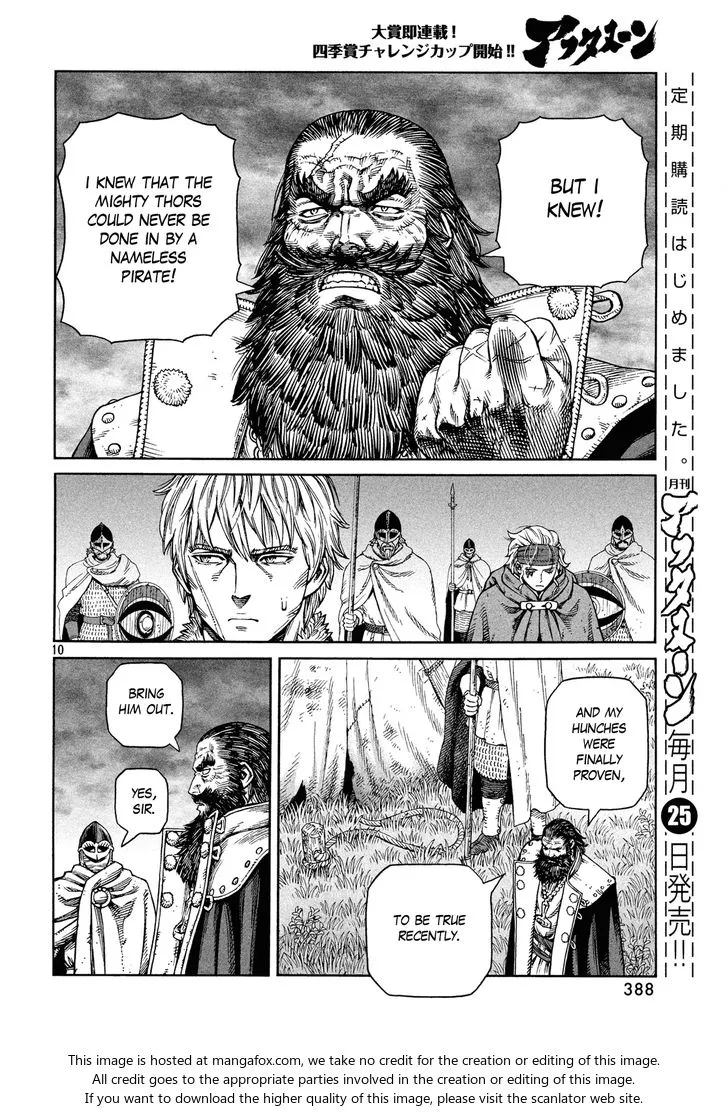 大賞即連載!
四季賞チャレンジカップ開始!!
アフタヌーン
定期購読はじめました。
月刊
アフタヌーン
毎月25日発売!!
BUT I
KNEW!
I KNEW THAT THE
MIGHTY THORS
COULD NEVER BE
DONE IN BY A
NAMELESS
PIRATE!
10
AND MY
HUNCHES
WERE
FINALLY
PROVEN,
TO BE TRUE
RECENTLY.
BRING
HIM OUT.
YES,
SIR.
388
This image is hosted at mangafox.com, we take no credit for the creation or editing of this image.
All credit goes to the appropriate parties involved in the creation or editing of this image.
If you want to download the higher quality of this image, please visit the scanlator web site.